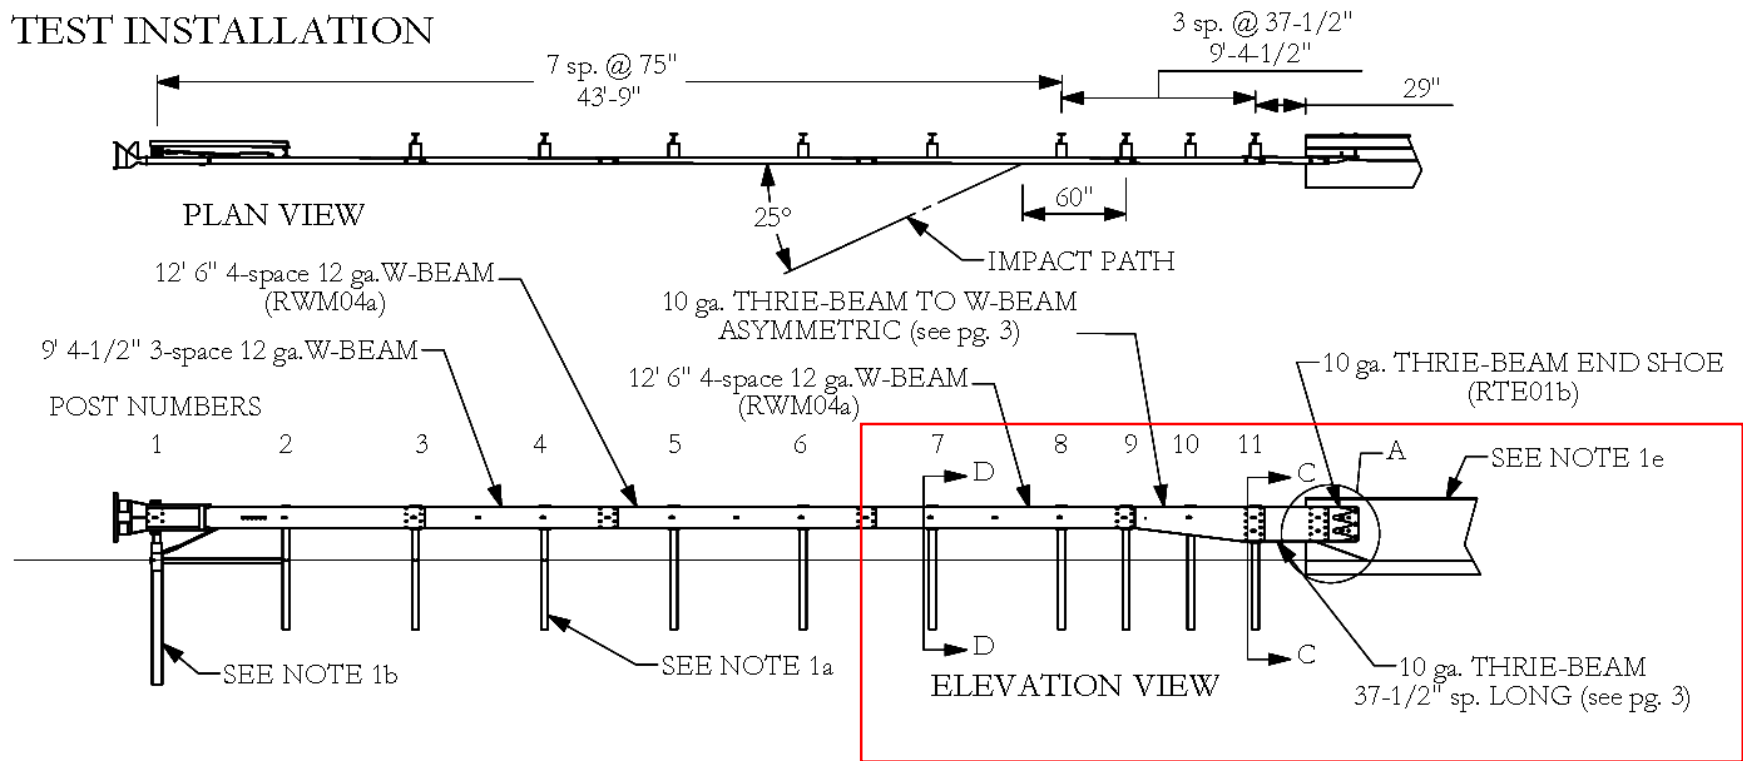 TEST INSTALLATION
7 sp. @ 75"
43'-9"
3 sp. @ 37-1/2"
9'-4-1/2"
29"
PLAN VIEW
25°
60"
IMPACT PATH
12' 6" 4-space 12 ga.W-BEAM
(RWM04a)
10 ga. THRIE-BEAM TO W-BEAM
ASYMMETRIC (see pg. 3)
9' 4-1/2" 3-space 12 ga.W-BEAM
12' 6" 4-space 12 ga.W-BEAM
(RWM04a)
10 ga. THRIE-BEAM END SHOE
(RTE01b)
POST NUMBERS
1 2 3 4 5 6 7 8 9 10 11
A
SEE NOTE 1e
D
C
D
C
SEE NOTE 1b
SEE NOTE 1a
ELEVATION VIEW
10 ga. THRIE-BEAM
37-1/2" sp. LONG (see pg. 3)